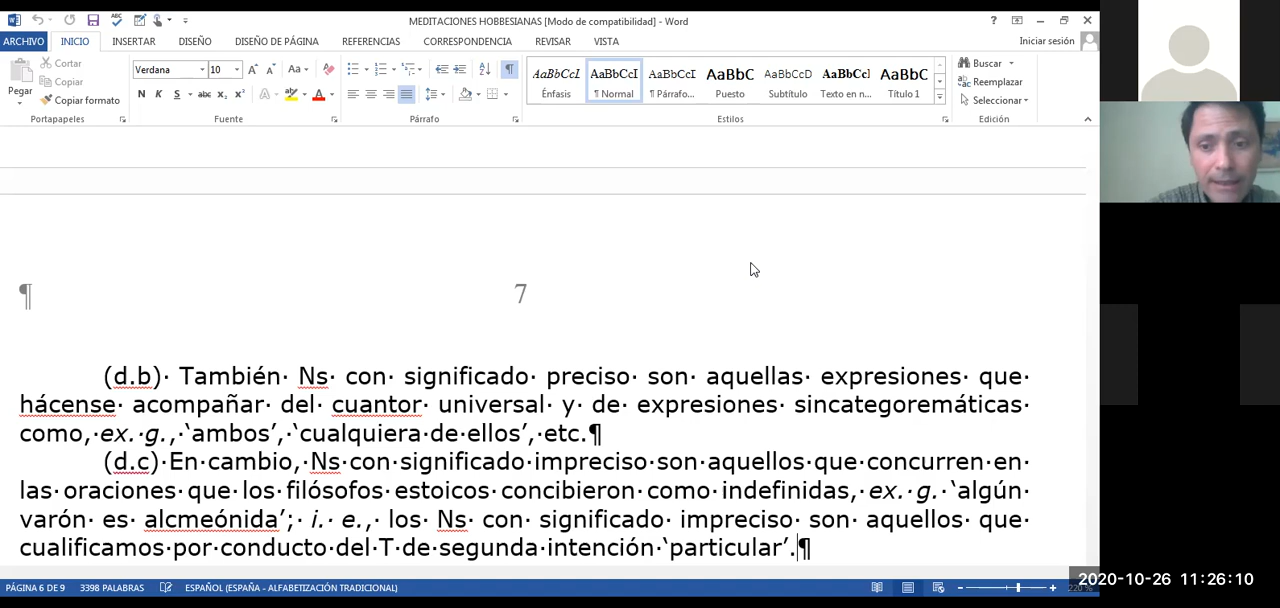 MEDITACIONES HOBBESIANAS [Modo de compatibilidad] - Word
ARCHIVO INICIO INSERTAR DISEÑO DISEÑO DE PÁGINA REFERENCIAS CORRESPONDENCIA REVISAR VISTA Iniciar sesión
Cortar
Copiar
Copiar formato
Pegar
Portapapeles
Verdana 10
N K S abc x₂ x²
Fuente
Párrafo
AaBbCcI AaBbCcI AaBbCcI AaBbC AaBbCcD AaBbCcI AaBbC
Énfasis ¶ Normal ¶ Párrafo... Puesto Subtítulo Texto en n... Título 1
Estilos
Buscar
Reemplazar
Seleccionar
Edición
¶ 7
(d.b)· También· Ns· con· significado· preciso· son· aquellas· expresiones· que·
hácense· acompañar· del· cuantor· universal· y· de· expresiones· sincategoremáticas·
como,·ex.·g.,·‘ambos’,·‘cualquiera·de·ellos’,·etc.¶
(d.c)·En·cambio,·Ns·con·significado·impreciso·son·aquellos·que·concurren·en·
las·oraciones·que·los·filósofos·estoicos·concibieron·como·indefinidas,·ex.·g.·‘algún·
varón· es· alcmeónida’;· i.· e.,· los· Ns· con· significado· impreciso· son· aquellos· que·
cualificamos·por·conducto·del·T·de·segunda·intención·‘particular’.¶
PÁGINA 6 DE 9 3398 PALABRAS ESPAÑOL (ESPAÑA - ALFABETIZACIÓN TRADICIONAL) 220 %
2020-10-26 11:26:10